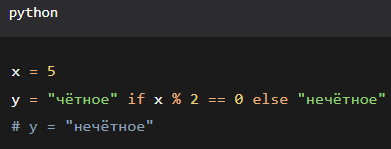 python
x = 5
y = "чётное" if x % 2 == 0 else "нечётное"
# y = "нечётное"